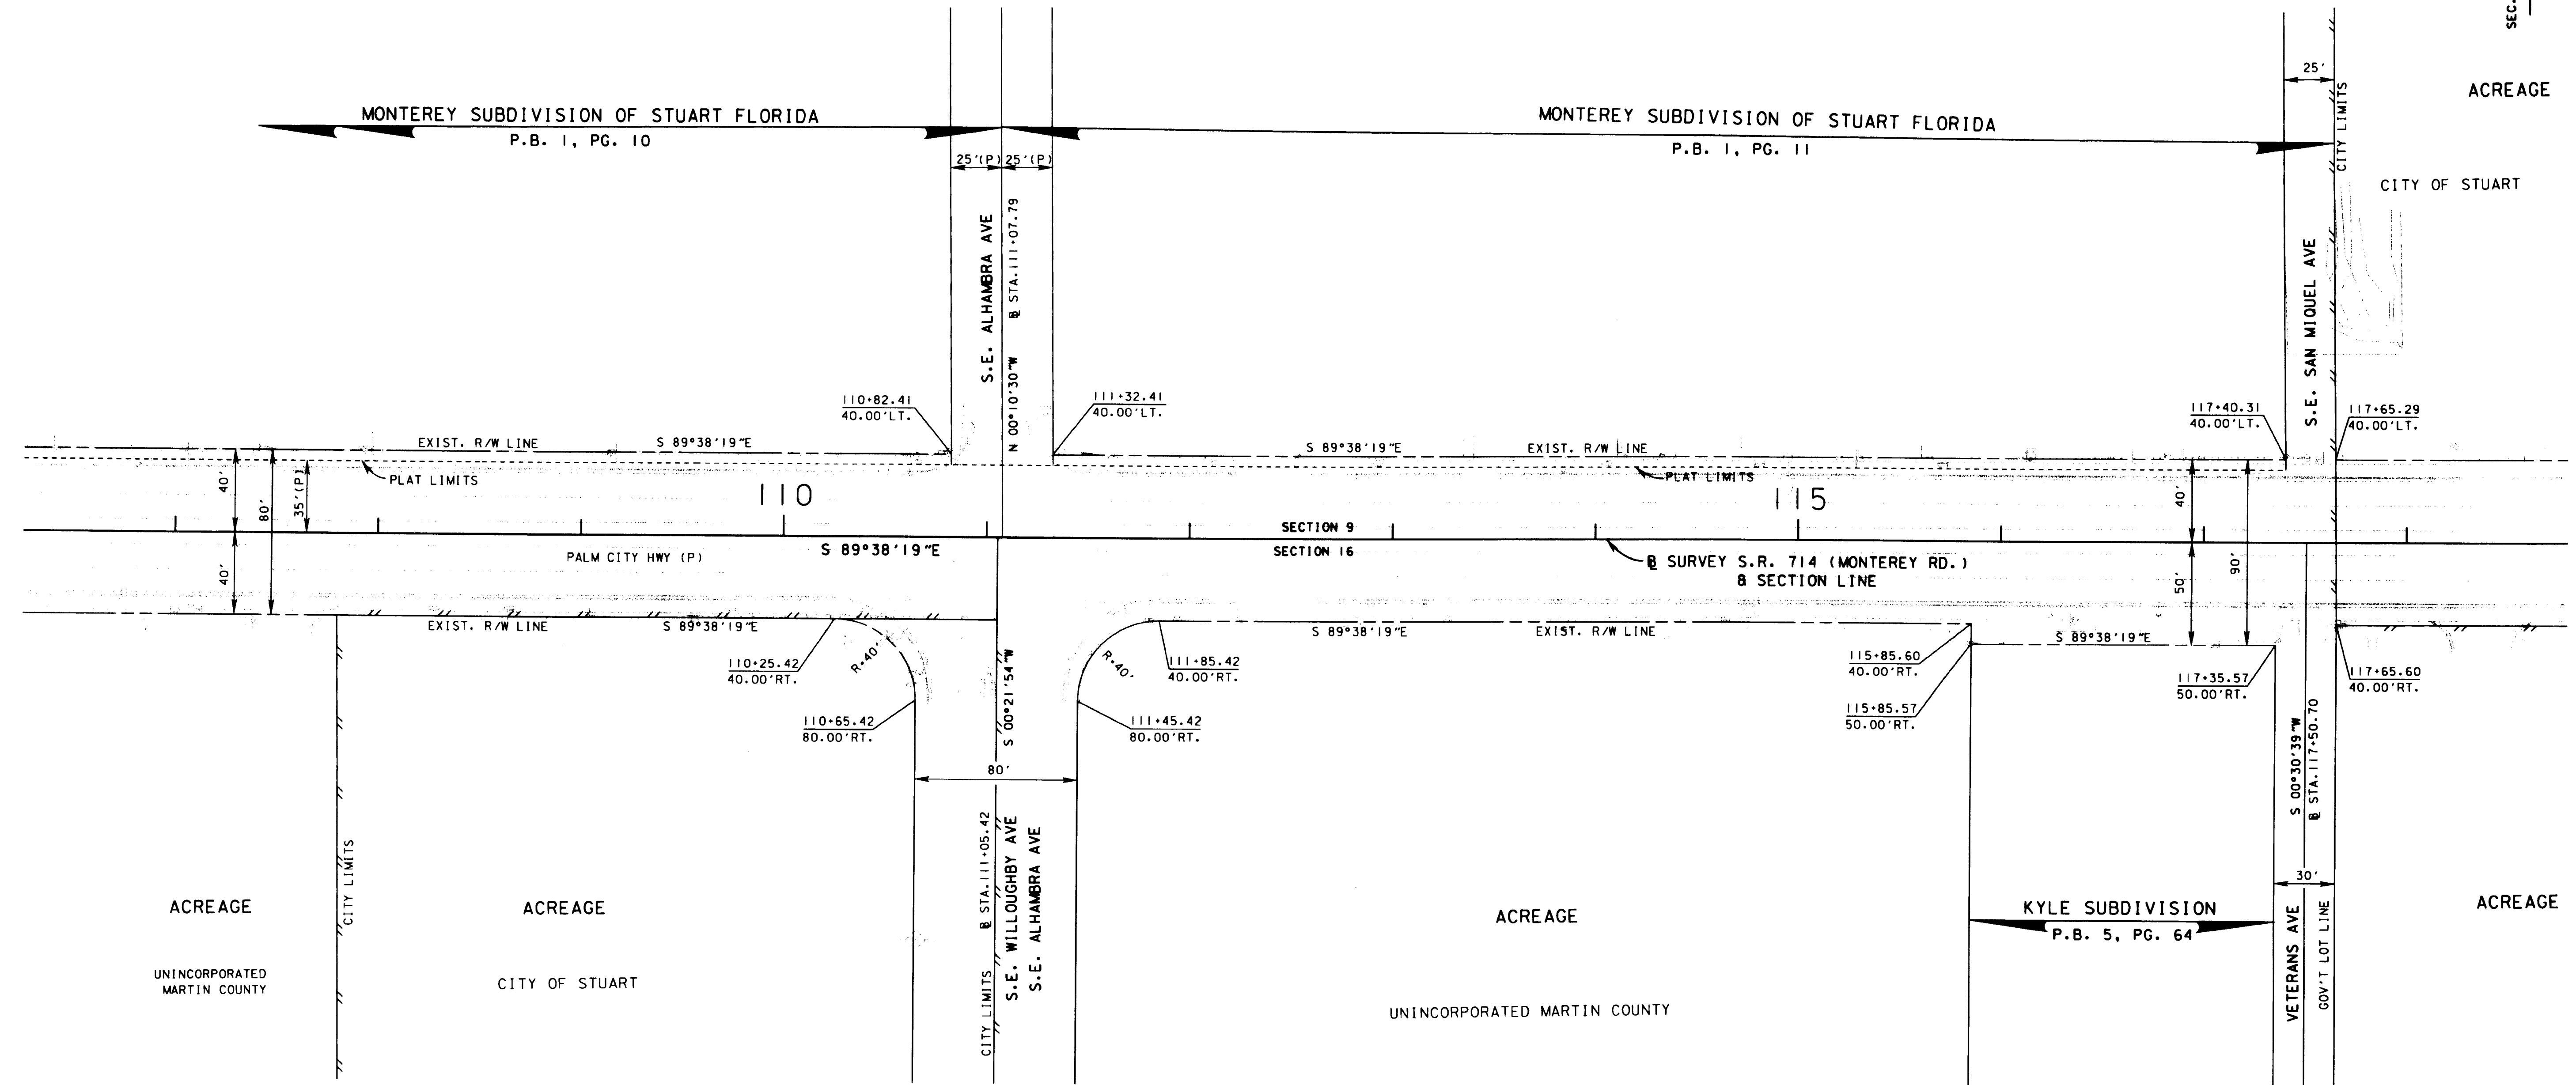 SEC.
25'
ACREAGE
MONTEREY SUBDIVISION OF STUART FLORIDA
P.B. 1, PG. 10
MONTEREY SUBDIVISION OF STUART FLORIDA
P.B. 1, PG. 11
CITY LIMITS
CITY OF STUART
25'(P) 25'(P)
S.E. ALHAMBRA AVE
N 00°10'30"W ℄ STA.111+07.79
S.E. SAN MIQUEL AVE
110+82.41
40.00'LT.
111+32.41
40.00'LT.
117+40.31
40.00'LT.
117+65.29
40.00'LT.
EXIST. R/W LINE S 89°38'19"E
S 89°38'19"E EXIST. R/W LINE
40'
80'
35'(P)
PLAT LIMITS
110
PLAT LIMITS
115
40'
SECTION 9
PALM CITY HWY (P)
S 89°38'19"E
SECTION 16
℄ SURVEY S.R. 714 (MONTEREY RD.)
& SECTION LINE
40'
50'
90'
EXIST. R/W LINE S 89°38'19"E
S 89°38'19"E EXIST. R/W LINE
S 89°38'19"E
110+25.42
40.00'RT.
R=40'
R=40'
111+85.42
40.00'RT.
115+85.60
40.00'RT.
117+35.57
50.00'RT.
117+65.60
40.00'RT.
110+65.42
80.00'RT.
S 00°21'54"W
111+45.42
80.00'RT.
115+85.57
50.00'RT.
80'
S 00°30'39"W
℄ STA.117+50.70
CITY LIMITS
CITY LIMITS ℄ STA.111+05.42
S.E. WILLOUGHBY AVE
S.E. ALHAMBRA AVE
30'
ACREAGE
ACREAGE
ACREAGE
KYLE SUBDIVISION
P.B. 5, PG. 64
VETERANS AVE
GOV'T LOT LINE
ACREAGE
UNINCORPORATED
MARTIN COUNTY
CITY OF STUART
UNINCORPORATED MARTIN COUNTY